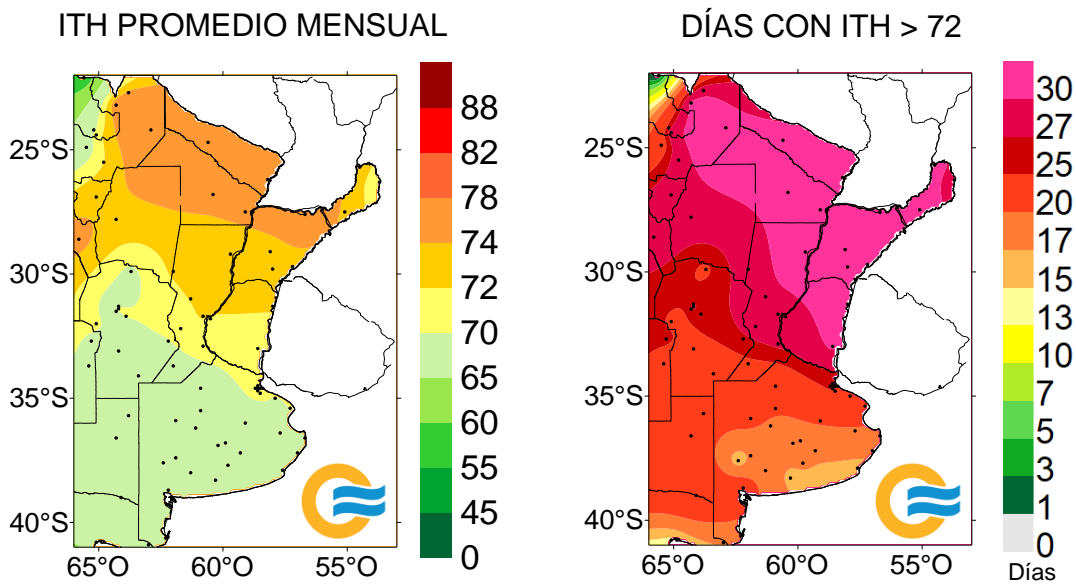 ITH PROMEDIO MENSUAL
25°S
30°S
35°S
40°S
65°O
60°O
55°O
88
82
78
74
72
70
65
60
55
45
0
DÍAS CON ITH > 72
25°S
30°S
35°S
40°S
65°O
60°O
55°O
30
27
25
20
17
15
13
10
7
5
3
1
0
Días